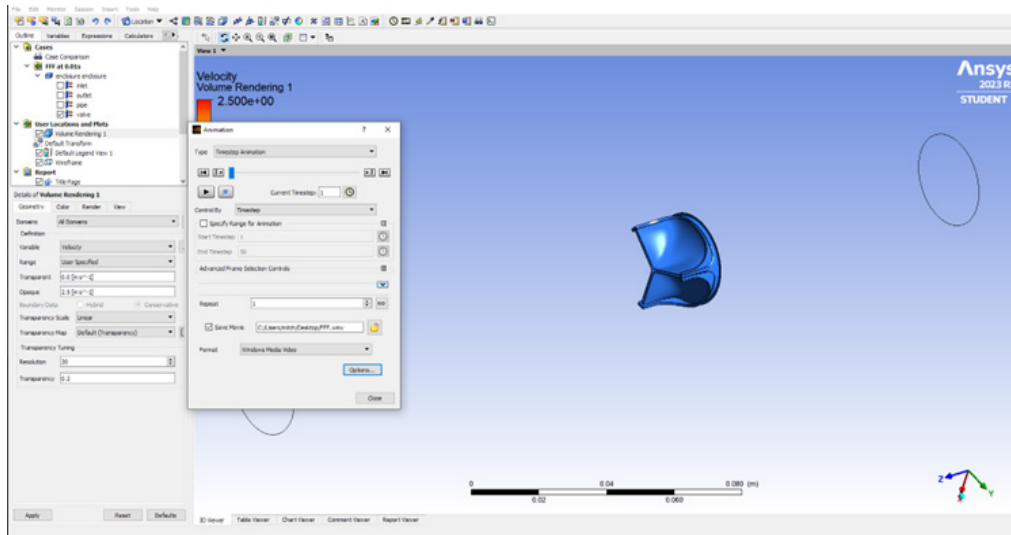 File Edit Monitor Session Insert Tools Help
Location
Outline Variables Expressions Calculators
View 1
Cases
Case Comparison
FFF at 0.01s
enclosure enclosure
inlet
outlet
pipe
valve
User Locations and Plots
Volume Rendering 1
Default Transform
Default Legend View 1
Wireframe
Report
Title Page
Details of Volume Rendering 1
Geometry Color Render View
Domains All Domains
Definition
Variable Velocity
Range User Specified
Transparent 0.0 [m s^-1]
Opaque 2.5 [m s^-1]
Boundary Data Hybrid Conservative
Transparency Scale Linear
Transparency Map Default (Transparency)
Transparency Tuning
Resolution 30
Transparency 0.2
Apply Reset Defaults
Velocity
Volume Rendering 1
2.500e+00
Ansys
2023 R
STUDENT
Animation ? X
Type Timestep Animation
Current Timestep: 1
Control By Timestep
Specify Range for Animation
Start Timestep 1
End Timestep 50
Advanced Frame Selection Controls
Repeat 1
Save Movie C:/Users/mitch/Desktop/FFF.wmv
Format Windows Media Video
Options...
Close
0 0.04 0.080 (m)
0.02 0.060
Z
Y
3D Viewer Table Viewer Chart Viewer Comment Viewer Report Viewer